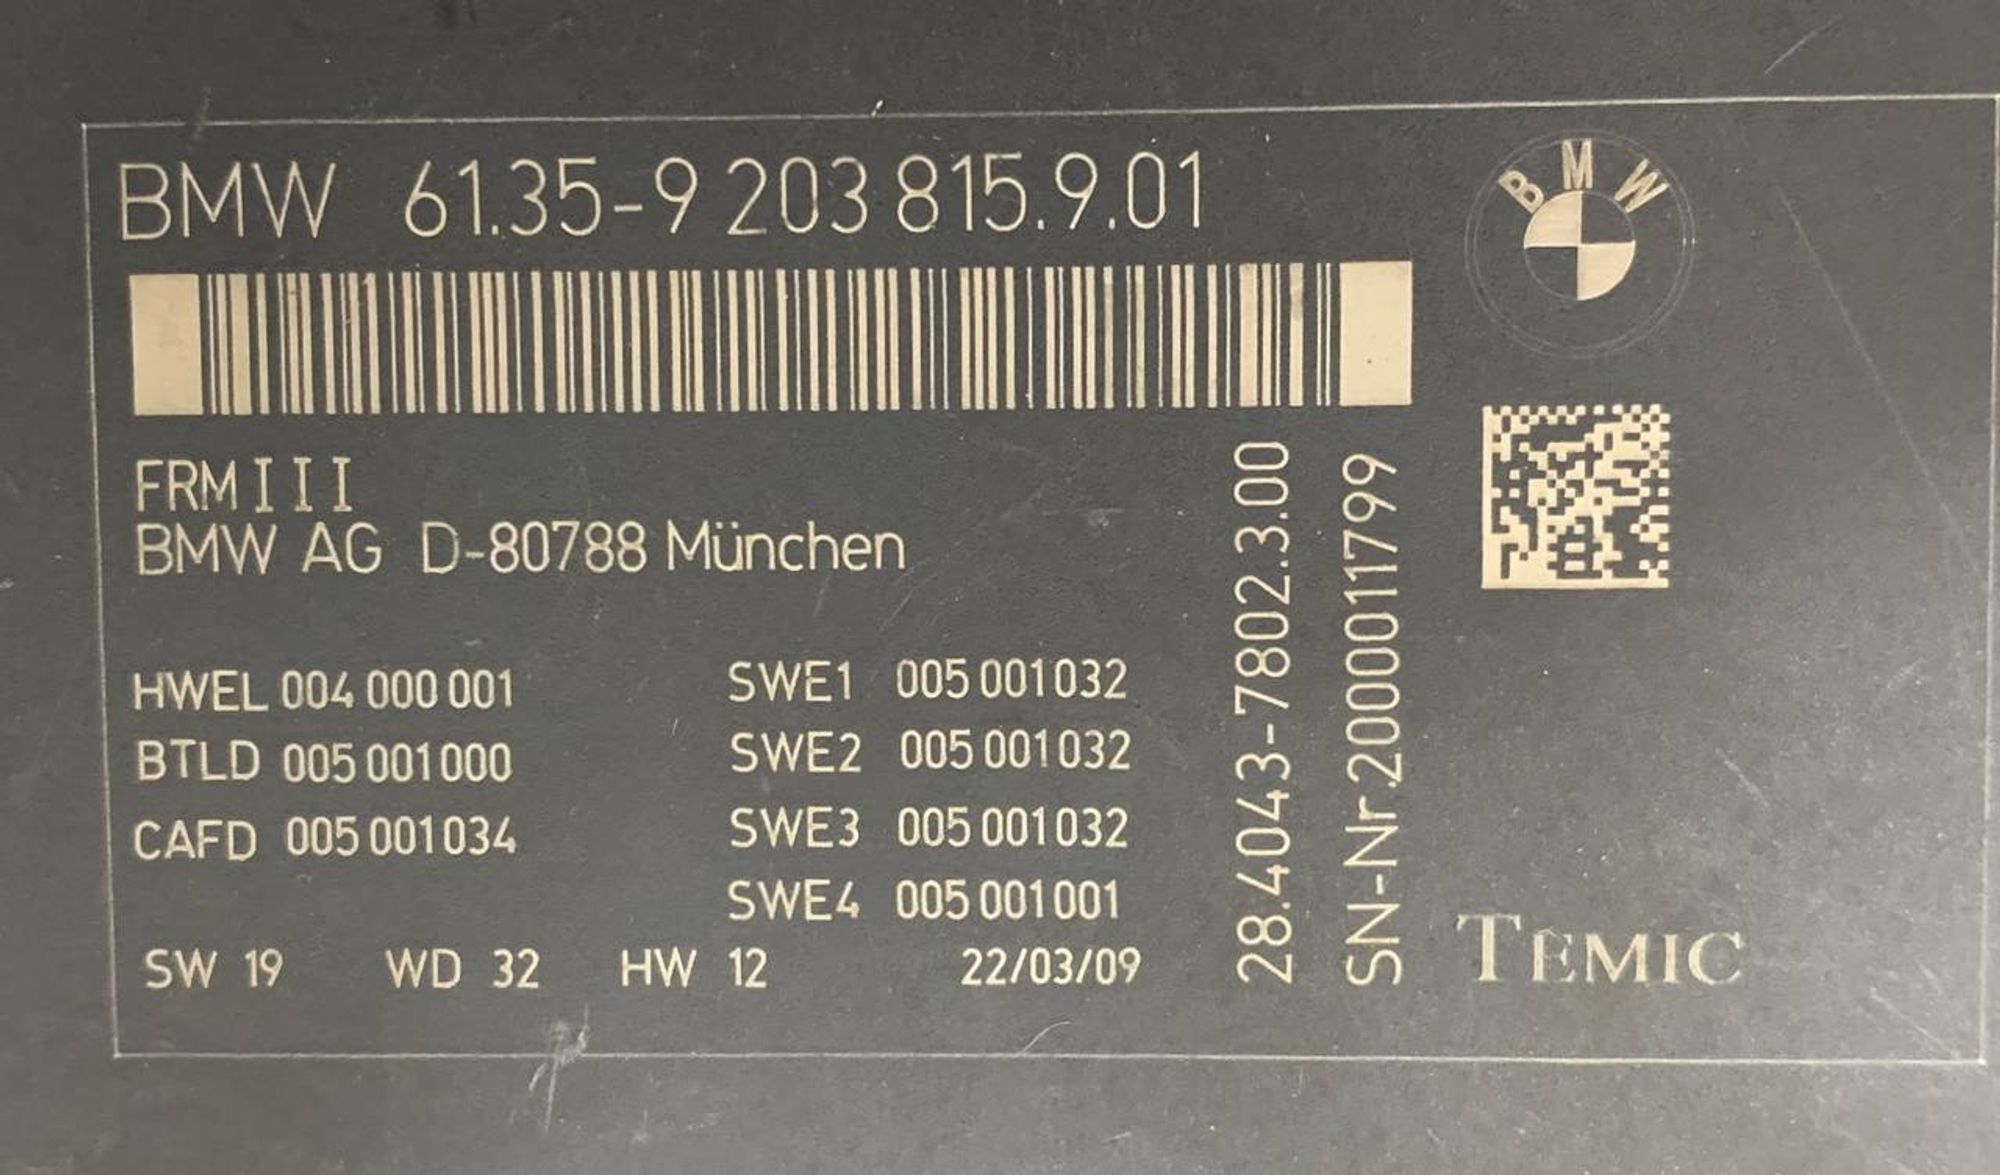 BMW 61.35-9 203 815.9.01
BMW
FRM III
BMW AG D-80788 München
HWEL 004 000 001
BTLD 005 001 000
CAFD 005 001 034
SWE1 005 001 032
SWE2 005 001 032
SWE3 005 001 032
SWE4 005 001 001
SW 19 WD 32 HW 12 22/03/09
28.4043-7802.3.00
SN-Nr.2000011799
TEMIC